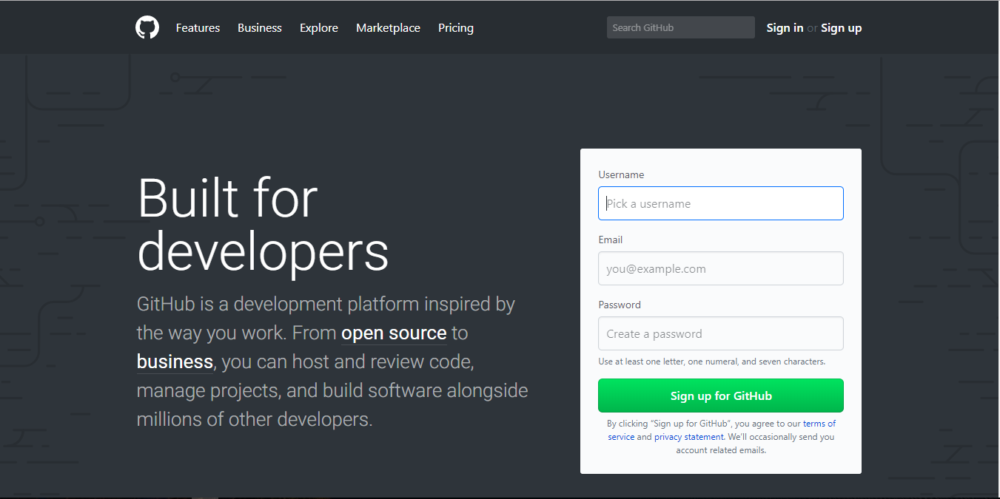 Features Business Explore Marketplace Pricing Search GitHub Sign in or Sign up
Built for
developers
GitHub is a development platform inspired by
the way you work. From open source to
business, you can host and review code,
manage projects, and build software alongside
millions of other developers.
Username
Pick a username
Email
you@example.com
Password
Create a password
Use at least one letter, one numeral, and seven characters.
Sign up for GitHub
By clicking “Sign up for GitHub”, you agree to our terms of
service and privacy statement. We’ll occasionally send you
account related emails.